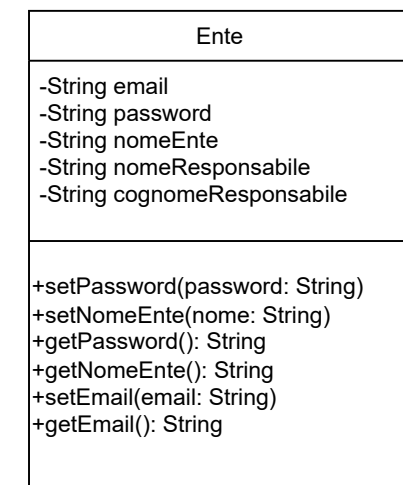 Ente
-String email
-String password
-String nomeEnte
-String nomeResponsabile
-String cognomeResponsabile
+setPassword(password: String)
+setNomeEnte(nome: String)
+getPassword(): String
+getNomeEnte(): String
+setEmail(email: String)
+getEmail(): String